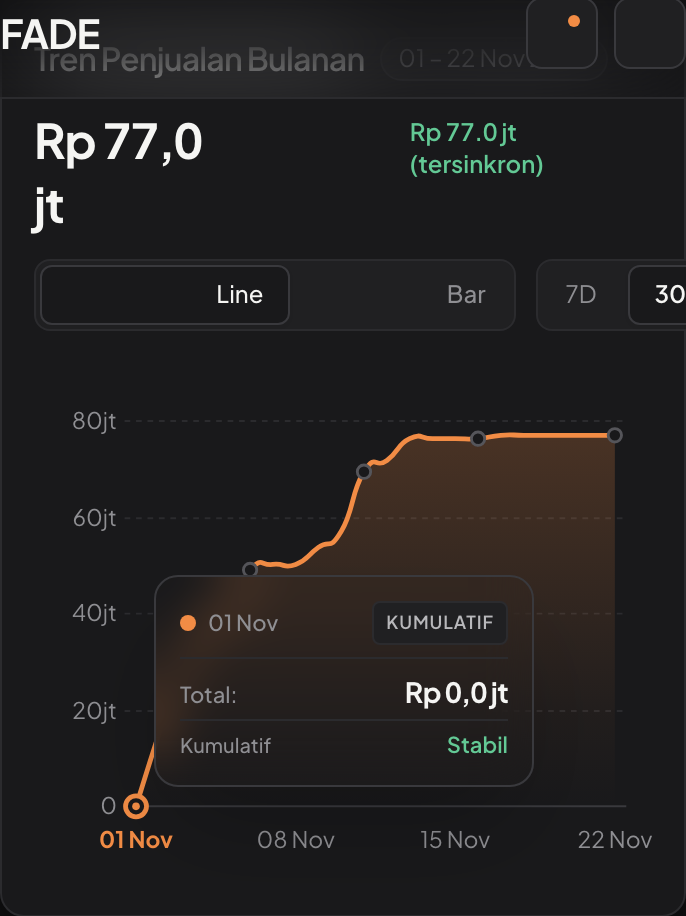 FADE
Tren Penjualan Bulanan
01 – 22 Nov
Rp 77,0
jt
Rp 77.0 jt
(tersinkron)
Line
Bar
7D
30
80jt
60jt
40jt
20jt
0
01 Nov
KUMULATIF
Total:
Rp 0,0 jt
Kumulatif
Stabil
01 Nov
08 Nov
15 Nov
22 Nov